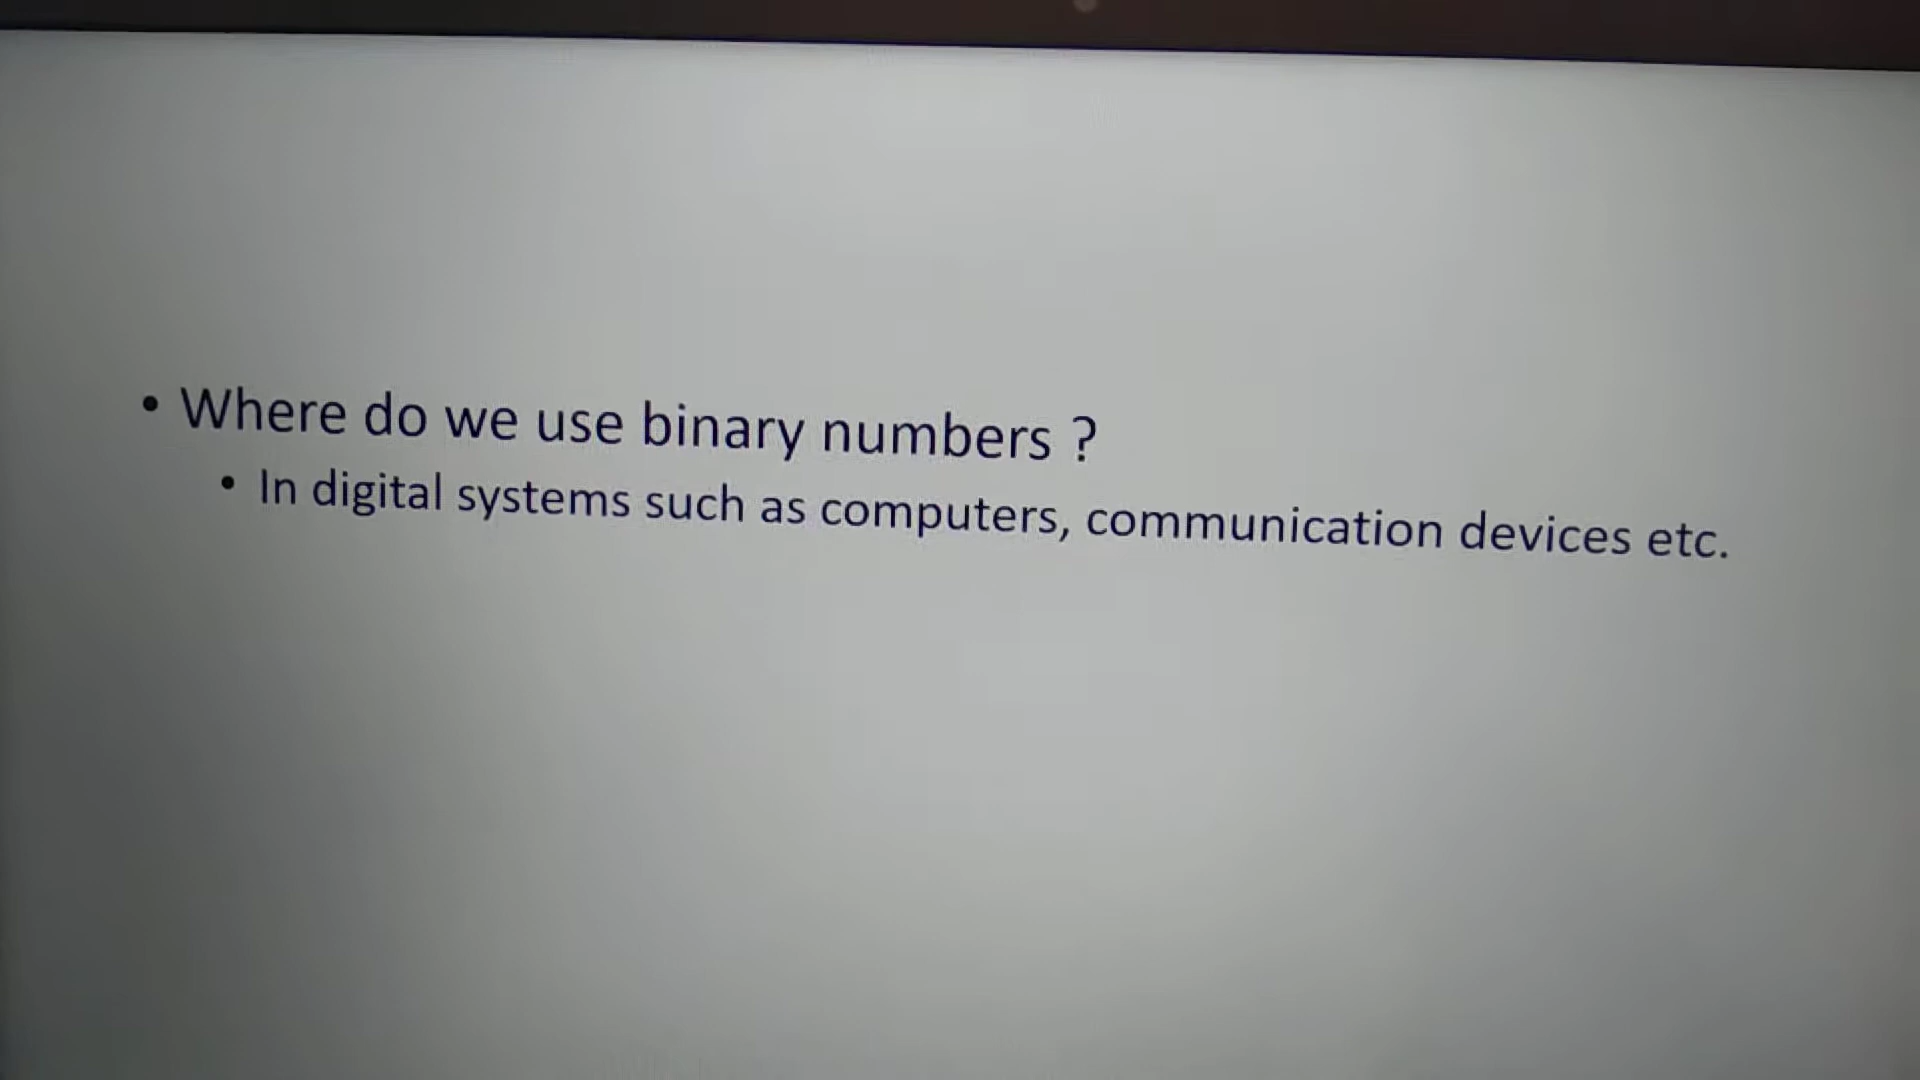 • Where do we use binary numbers ?
• In digital systems such as computers, communication devices etc.